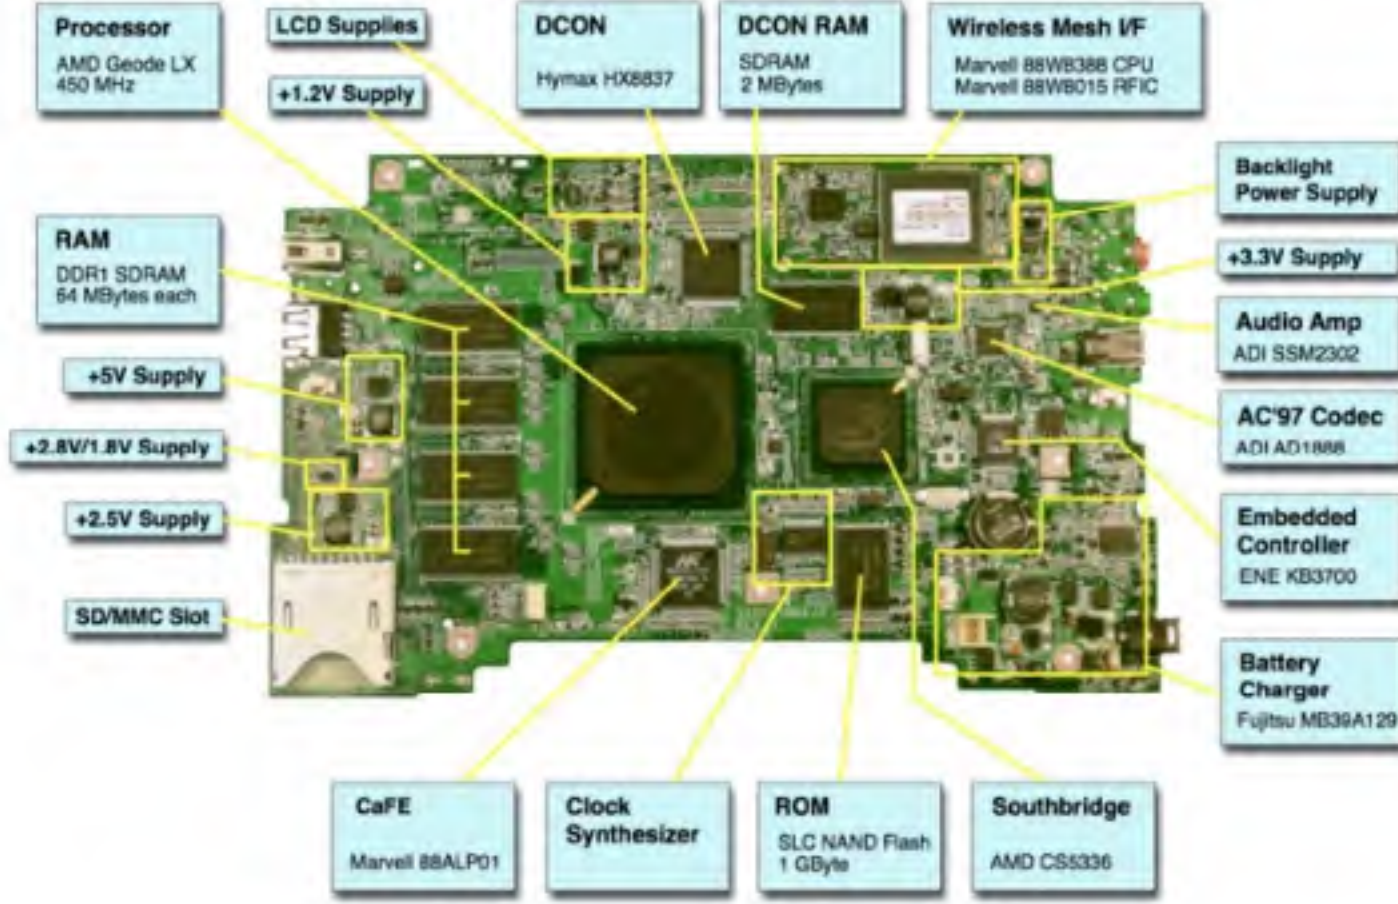 Processor
AMD Geode LX
450 MHz
LCD Supplies
+1.2V Supply
DCON
Hymax HX8837
DCON RAM
SDRAM
2 MBytes
Wireless Mesh I/F
Marvell 88W8388 CPU
Marvell 88W8015 RFIC
Backlight
Power Supply
+3.3V Supply
Audio Amp
ADI SSM2302
AC'97 Codec
ADI AD1888
Embedded
Controller
ENE KB3700
Battery
Charger
Fujitsu MB39A129
RAM
DDR1 SDRAM
64 MBytes each
+5V Supply
+2.8V/1.8V Supply
+2.5V Supply
SD/MMC Slot
CaFE
Marvell 88ALP01
Clock
Synthesizer
ROM
SLC NAND Flash
1 GByte
Southbridge
AMD CS5336